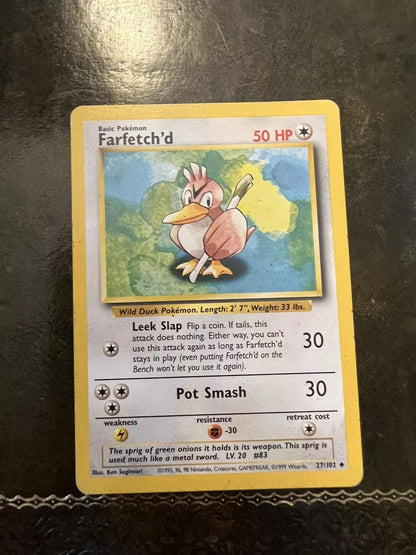 Basic Pokémon
Farfetch'd
50 HP
Wild Duck Pokémon. Length: 2' 7", Weight: 33 lbs.
Leek Slap Flip a coin. If tails, this
attack does nothing. Either way, you can't
use this attack again as long as Farfetch'd
stays in play (even putting Farfetch'd on the
Bench won't let you use it again).
30
Pot Smash
30
weakness
resistance
retreat cost
-30
The sprig of green onions it holds is its weapon. This sprig is
used much like a metal sword. LV. 20 #83
Illus. Ken Sugimori
©1995, 96, 98 Nintendo, Creatures, GAMEFREAK. ©1999 Wizards.
27/102